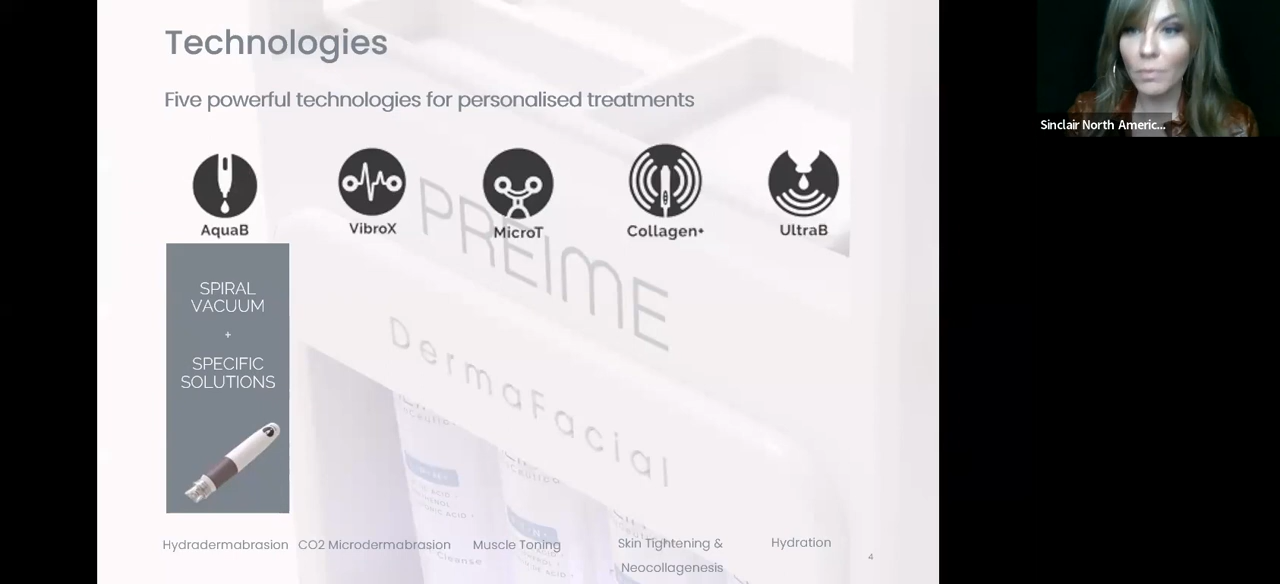 Technologies
Five powerful technologies for personalised treatments
Sinclair North Americ...
AquaB
VibroX
MicroT
Collagen+
UltraB
PREIME
DermaFacial
SPIRAL
VACUUM
+
SPECIFIC
SOLUTIONS
Cleanse
Hydradermabrasion
CO2 Microdermabrasion
Muscle Toning
Skin Tightening &
Neocollagenesis
Hydration
4